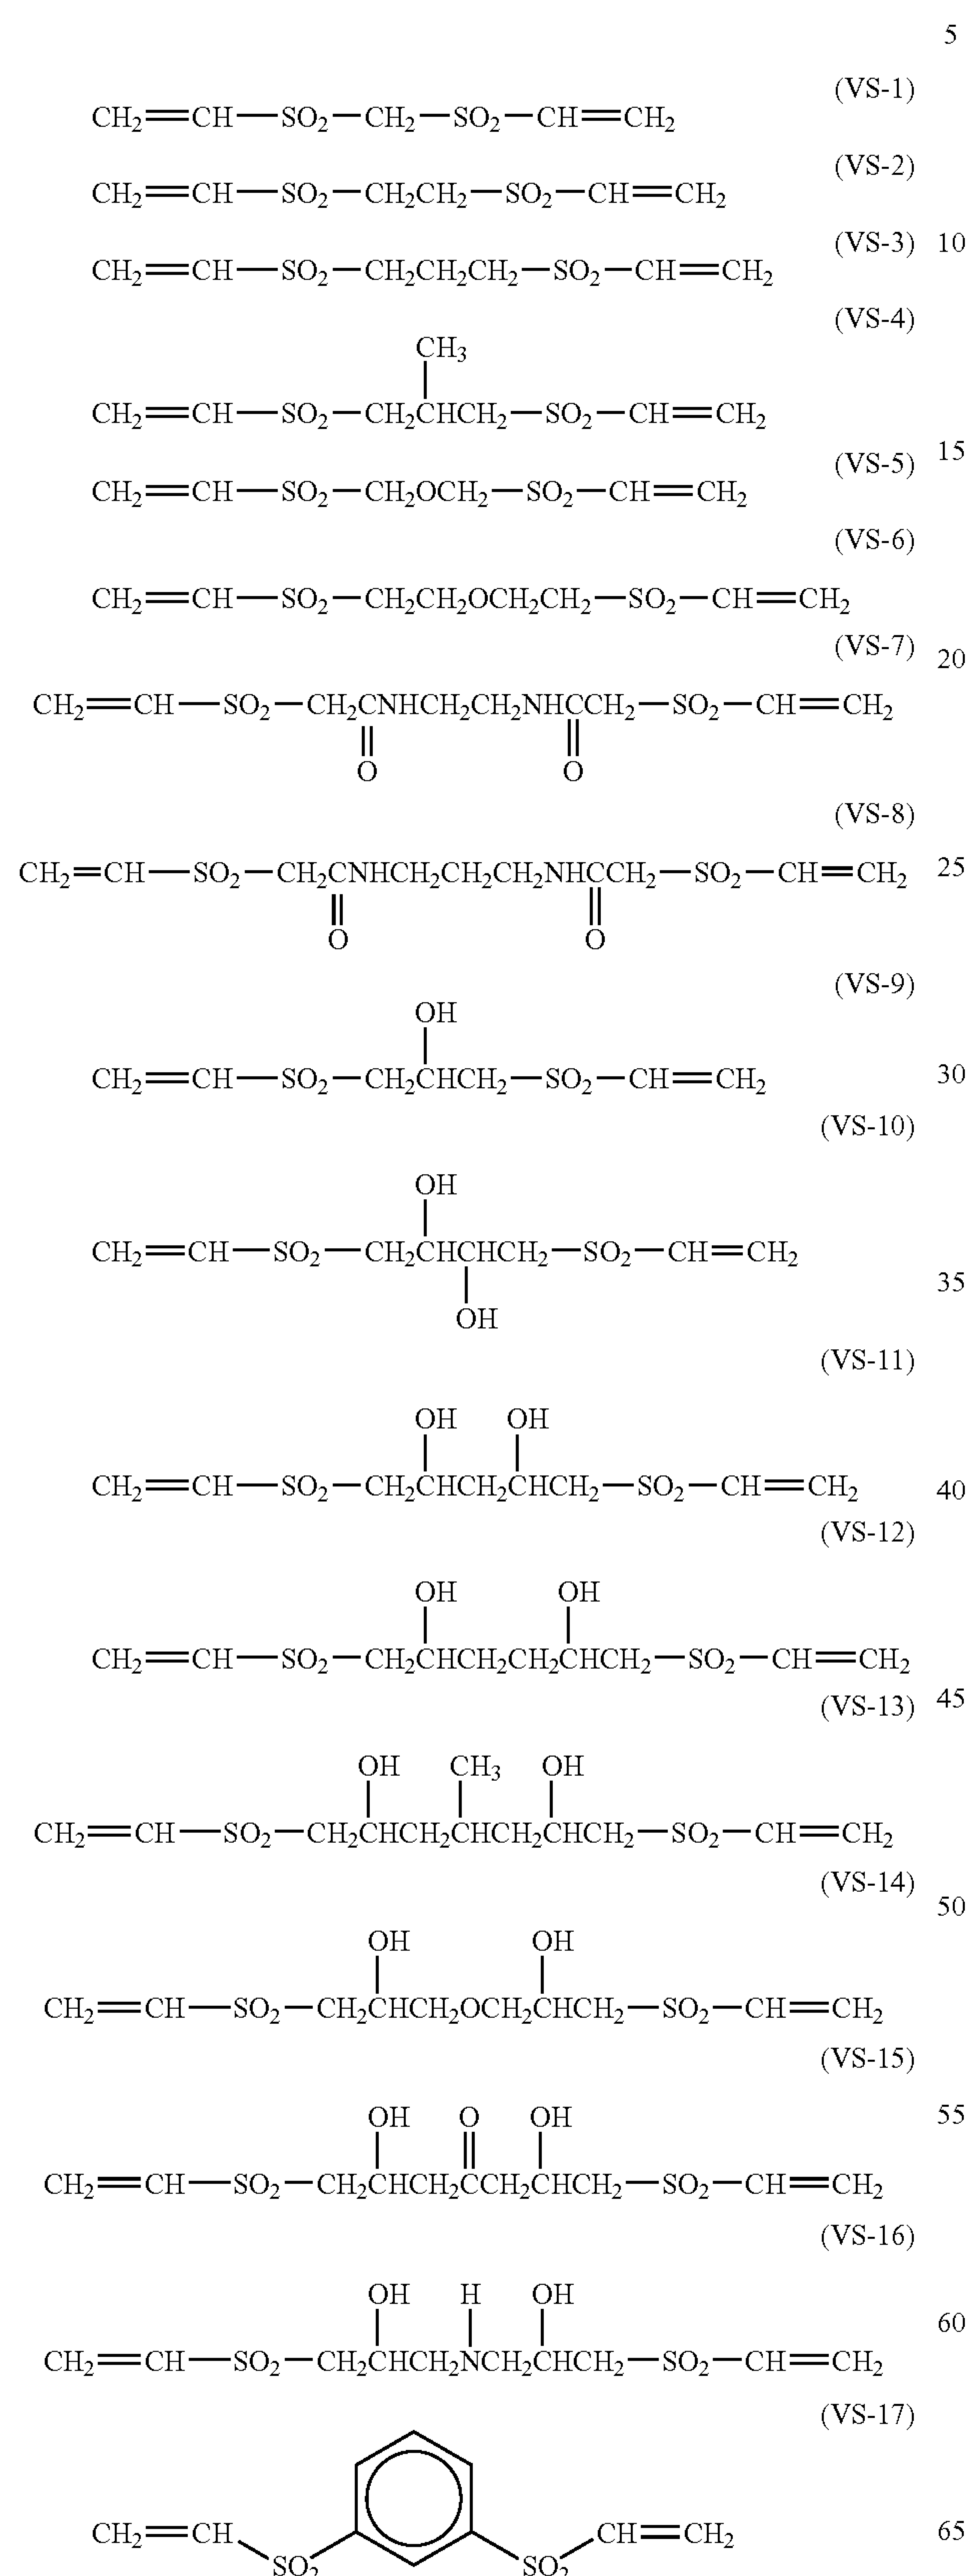 5
(VS-1)
CH₂=CH—SO₂—CH₂—SO₂—CH=CH₂
(VS-2)
CH₂=CH—SO₂—CH₂CH₂—SO₂—CH=CH₂
(VS-3) 10
CH₂=CH—SO₂—CH₂CH₂CH₂—SO₂—CH=CH₂
(VS-4)
CH₃
CH₂=CH—SO₂—CH₂CHCH₂—SO₂—CH=CH₂
15
(VS-5)
CH₂=CH—SO₂—CH₂OCH₂—SO₂—CH=CH₂
(VS-6)
CH₂=CH—SO₂—CH₂CH₂OCH₂CH₂—SO₂—CH=CH₂
(VS-7) 20
CH₂=CH—SO₂—CH₂CNHCH₂CH₂NHCCH₂—SO₂—CH=CH₂
O O
(VS-8)
CH₂=CH—SO₂—CH₂CNHCH₂CH₂CH₂NHCCH₂—SO₂—CH=CH₂ 25
O O
(VS-9)
OH
CH₂=CH—SO₂—CH₂CHCH₂—SO₂—CH=CH₂ 30
(VS-10)
OH
CH₂=CH—SO₂—CH₂CHCHCH₂—SO₂—CH=CH₂
35
OH
(VS-11)
OH OH
CH₂=CH—SO₂—CH₂CHCH₂CHCH₂—SO₂—CH=CH₂ 40
(VS-12)
OH OH
CH₂=CH—SO₂—CH₂CHCH₂CH₂CHCH₂—SO₂—CH=CH₂
(VS-13) 45
OH CH₃ OH
CH₂=CH—SO₂—CH₂CHCH₂CHCH₂CHCH₂—SO₂—CH=CH₂
(VS-14)
50
OH OH
CH₂=CH—SO₂—CH₂CHCH₂OCH₂CHCH₂—SO₂—CH=CH₂
(VS-15)
OH O OH 55
CH₂=CH—SO₂—CH₂CHCH₂CCH₂CHCH₂—SO₂—CH=CH₂
(VS-16)
OH H OH
60
CH₂=CH—SO₂—CH₂CHCH₂NCH₂CHCH₂—SO₂—CH=CH₂
(VS-17)
CH₂=CH CH=CH₂ 65
SO₂ SO₂